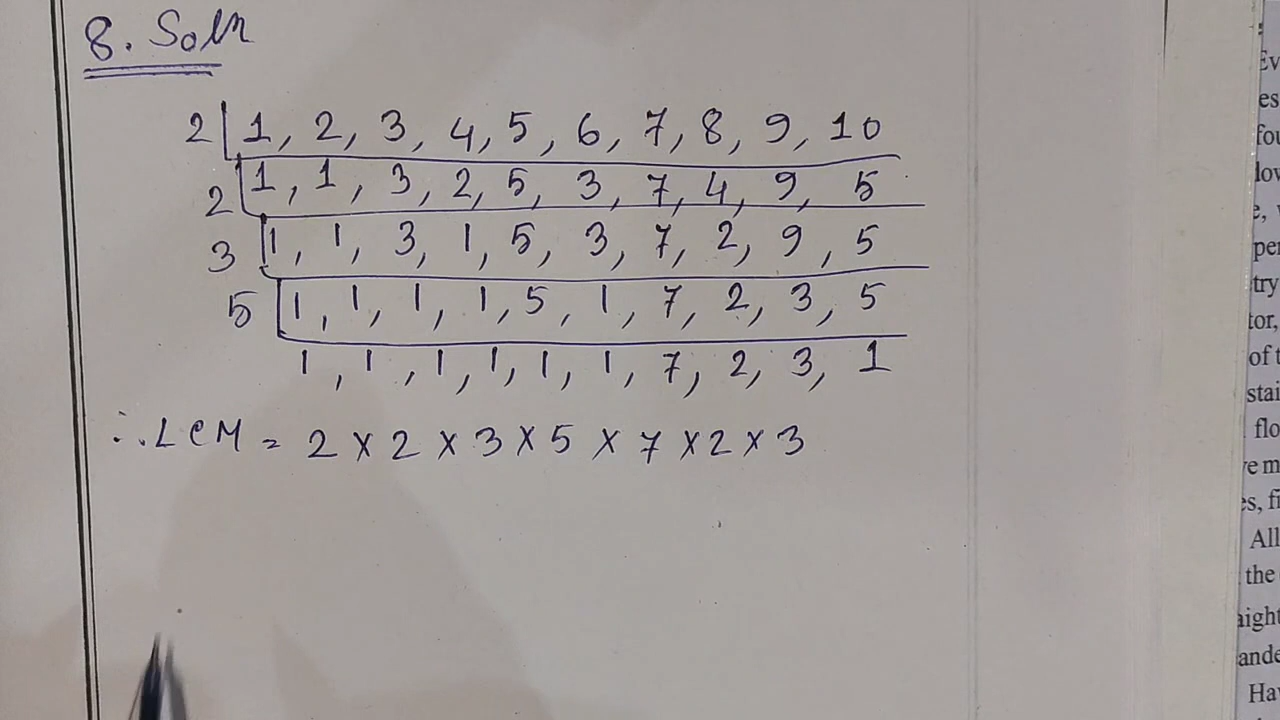 8. Soln
2 | 1, 2, 3, 4, 5, 6, 7, 8, 9, 10
2 | 1, 1, 3, 2, 5, 3, 7, 4, 9, 5
3 | 1, 1, 3, 1, 5, 3, 7, 2, 9, 5
5 | 1, 1, 1, 1, 5, 1, 7, 2, 3, 5
1, 1, 1, 1, 1, 1, 7, 2, 3, 1
∴ LCM = 2 × 2 × 3 × 5 × 7 × 2 × 3
of t
All
the